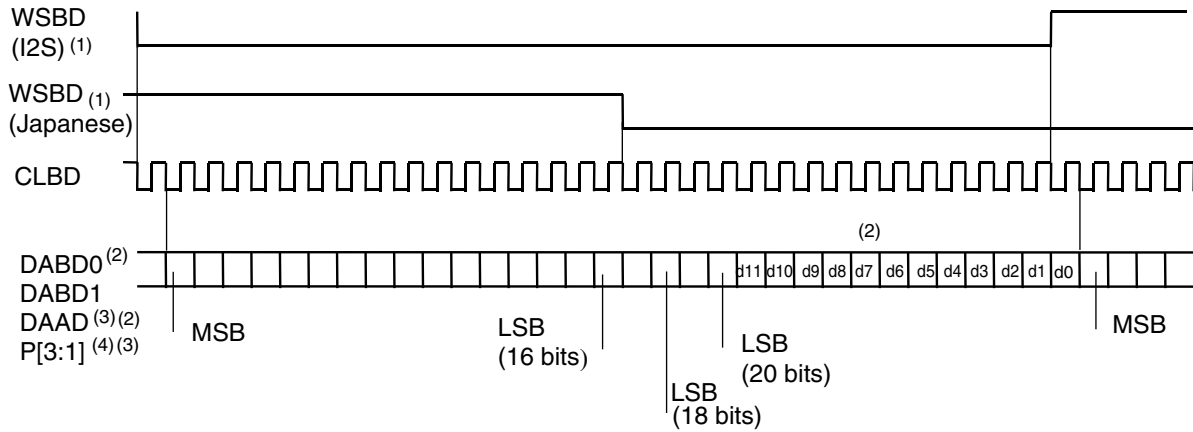 WSBD
(I2S) (1)
WSBD (1)
(Japanese)
CLBD
(2)
DABD0 (2)
d11 d10 d9 d8 d7 d6 d5 d4 d3 d2 d1 d0
DABD1
DAAD (3) (2)
P[3:1] (4) (3)
MSB
LSB
(16 bits)
LSB
(18 bits)
LSB
(20 bits)
MSB